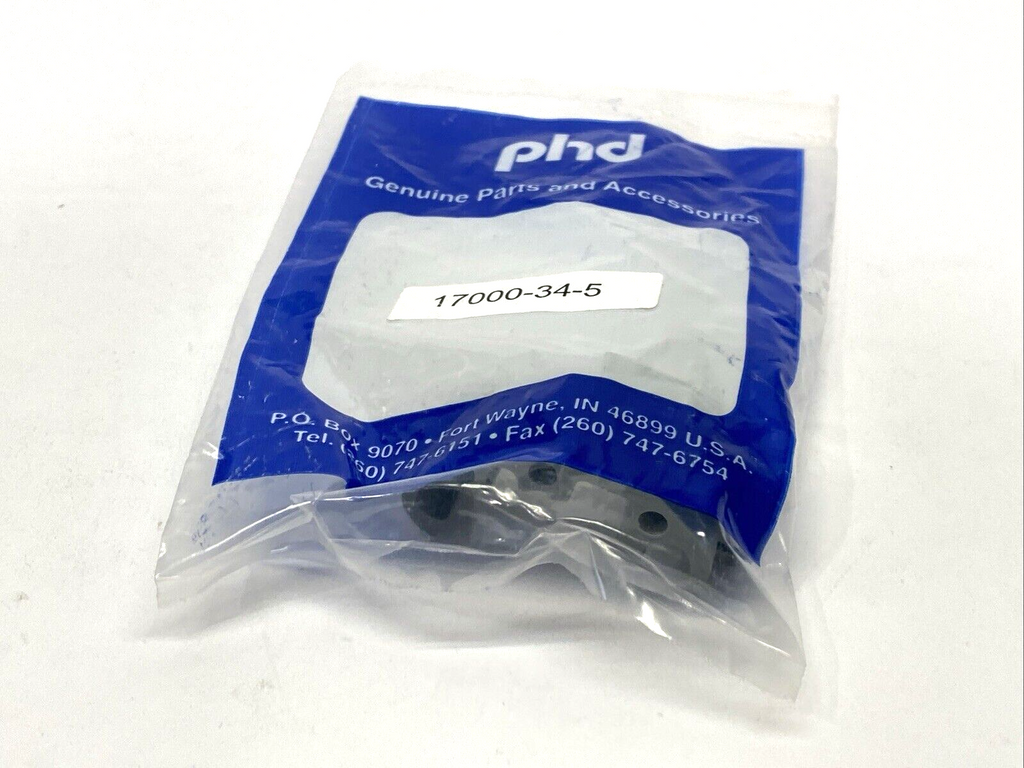 phd
Genuine Parts and Accessories
17000-34-5
P.O. Box 9070 • Fort Wayne, IN 46899 U.S.A.
Tel. (260) 747-6151 • Fax (260) 747-6754